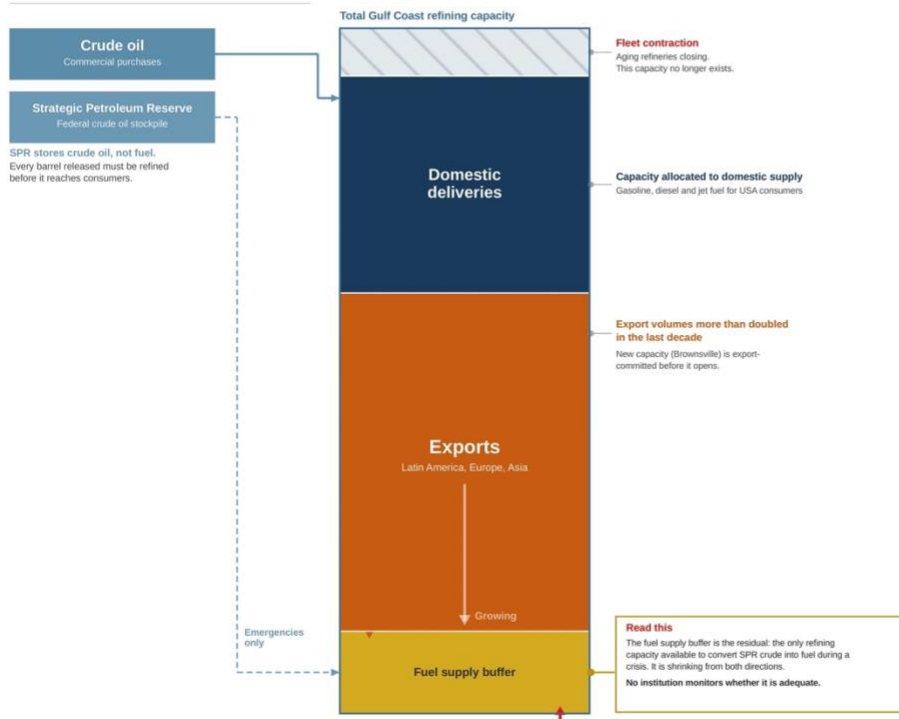 Total Gulf Coast refining capacity
Crude oil
Commercial purchases
Strategic Petroleum Reserve
Federal crude oil stockpile
SPR stores crude oil, not fuel.
Every barrel released must be refined
before it reaches consumers.
Fleet contraction
Aging refineries closing.
This capacity no longer exists.
Domestic
deliveries
Capacity allocated to domestic supply
Gasoline, diesel and jet fuel for USA consumers
Export volumes more than doubled
in the last decade
New capacity (Brownsville) is export-
committed before it opens.
Exports
Latin America, Europe, Asia
Growing
Emergencies
only
Fuel supply buffer
Read this
The fuel supply buffer is the residual: the only refining
capacity available to convert SPR crude into fuel during a
crisis. It is shrinking from both directions.
No institution monitors whether it is adequate.